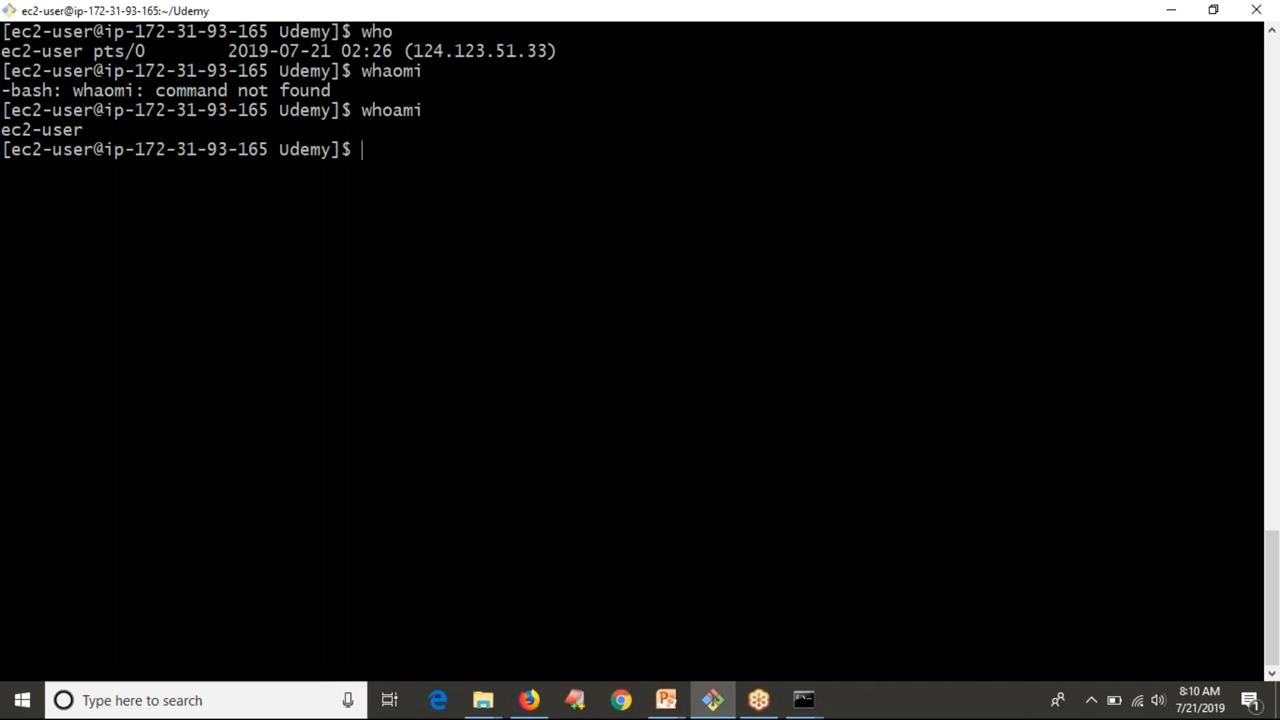 ec2-user@ip-172-31-93-165:~/Udemy
[ec2-user@ip-172-31-93-165 Udemy]$ who
ec2-user pts/0        2019-07-21 02:26 (124.123.51.33)
[ec2-user@ip-172-31-93-165 Udemy]$ whaomi
-bash: whaomi: command not found
[ec2-user@ip-172-31-93-165 Udemy]$ whoami
ec2-user
[ec2-user@ip-172-31-93-165 Udemy]$
Type here to search
8:10 AM
7/21/2019
1